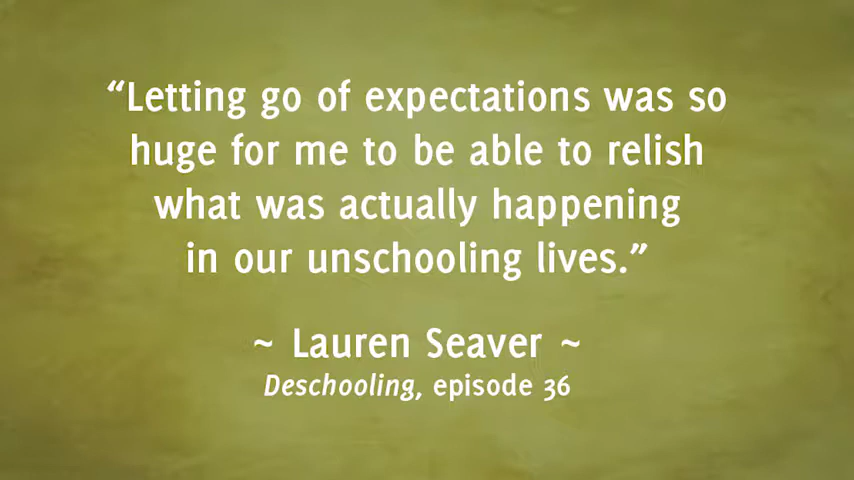 “Letting go of expectations was so
huge for me to be able to relish
what was actually happening
in our unschooling lives.”
~ Lauren Seaver ~
Deschooling, episode 36